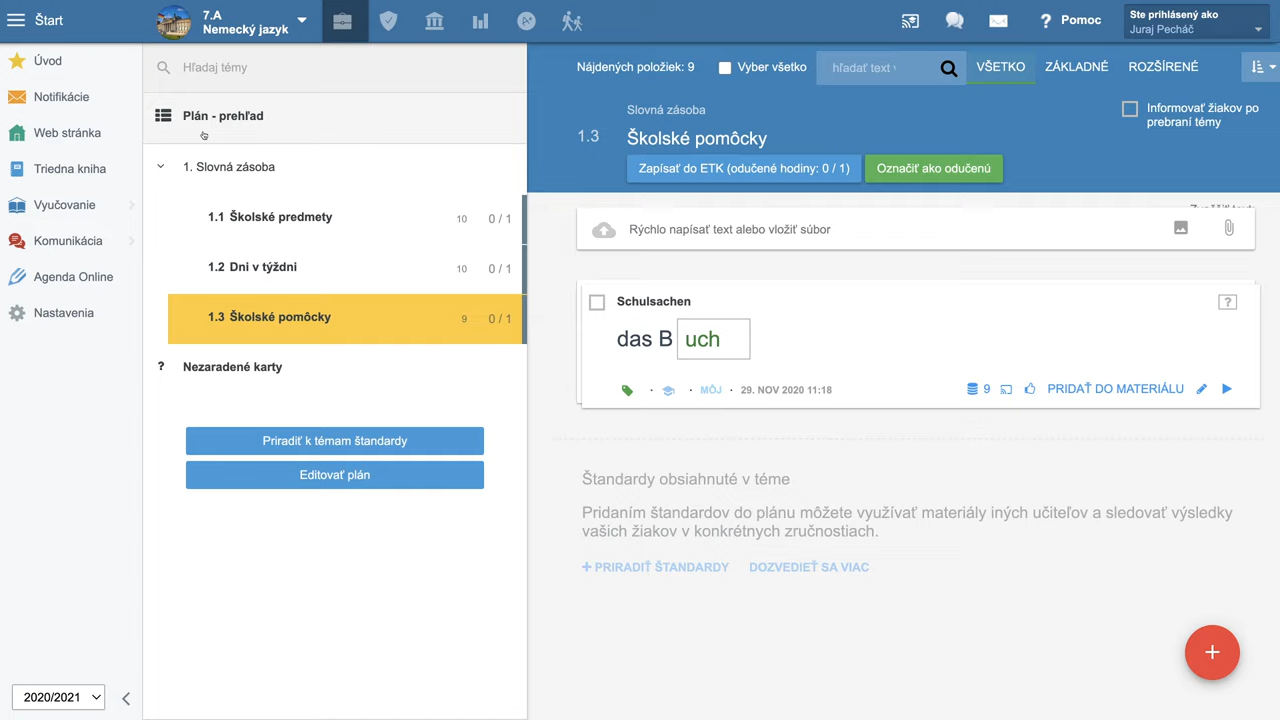 Štart
7.A
Nemecký jazyk
Pomoc
Ste prihlásený ako
Juraj Pecháč
Úvod
Notifikácie
Web stránka
Triedna kniha
Vyučovanie
Komunikácia
Agenda Online
Nastavenia
2020/2021
Hľadaj témy
Plán - prehľad
1. Slovná zásoba
1.1 Školské predmety 10 0 / 1
1.2 Dni v týždni 10 0 / 1
1.3 Školské pomôcky 9 0 / 1
? Nezaradené karty
Priradiť k témam štandardy
Editovať plán
Nájdených položiek: 9
Vyber všetko
hľadať text
VŠETKO
ZÁKLADNÉ
ROZŠÍRENÉ
Slovná zásoba
1.3 Školské pomôcky
Informovať žiakov po
prebraní témy
Zapísať do ETK (odučené hodiny: 0 / 1)
Označiť ako odučenú
Rýchlo napísať text alebo vložiť súbor
Schulsachen
das B uch
· · MÔJ · 29. NOV 2020 11:18
9
PRIDAŤ DO MATERIÁLU
Štandardy obsiahnuté v téme
Pridaním štandardov do plánu môžete využívať materiály iných učiteľov a sledovať výsledky
vašich žiakov v konkrétnych zručnostiach.
+ PRIRADIŤ ŠTANDARDY
DOZVEDIEŤ SA VIAC